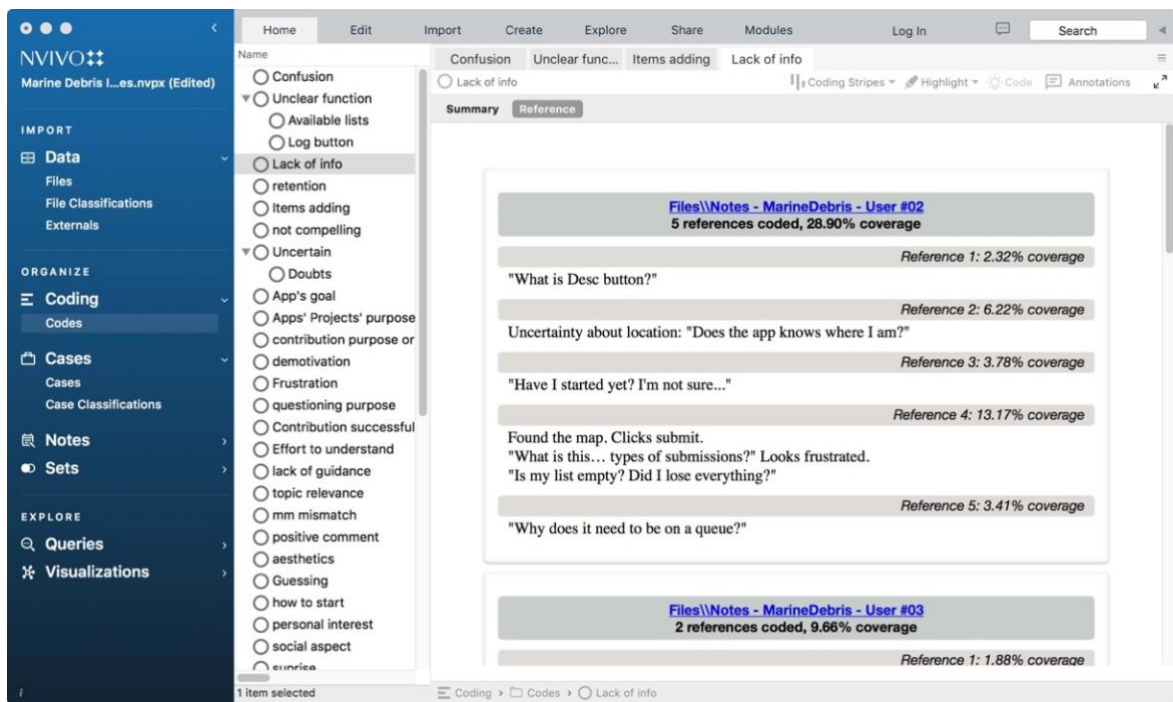 NVIVO
Marine Debris I...es.nvpx (Edited)
IMPORT
Data
Files
File Classifications
Externals
ORGANIZE
Coding
Codes
Cases
Cases
Case Classifications
Notes
Sets
EXPLORE
Queries
Visualizations
Home Edit Import Create Explore Share Modules Log In Search
Name
Confusion
Unclear function
Available lists
Log button
Lack of info
retention
Items adding
not compelling
Uncertain
Doubts
App's goal
Apps' Projects' purpose
contribution purpose or
demotivation
Frustration
questioning purpose
Contribution successful
Effort to understand
lack of guidance
topic relevance
mm mismatch
positive comment
aesthetics
Guessing
how to start
personal interest
social aspect
suprise
1 item selected
Confusion Unclear func... Items adding Lack of info
Lack of info Coding Stripes Highlight Code Annotations
Summary Reference
Files\\Notes - MarineDebris - User #02
5 references coded, 28.90% coverage
Reference 1: 2.32% coverage
"What is Desc button?"
Reference 2: 6.22% coverage
Uncertainty about location: "Does the app knows where I am?"
Reference 3: 3.78% coverage
"Have I started yet? I'm not sure..."
Reference 4: 13.17% coverage
Found the map. Clicks submit.
"What is this… types of submissions?" Looks frustrated.
"Is my list empty? Did I lose everything?"
Reference 5: 3.41% coverage
"Why does it need to be on a queue?"
Files\\Notes - MarineDebris - User #03
2 references coded, 9.66% coverage
Reference 1: 1.88% coverage
Coding > Codes > Lack of info